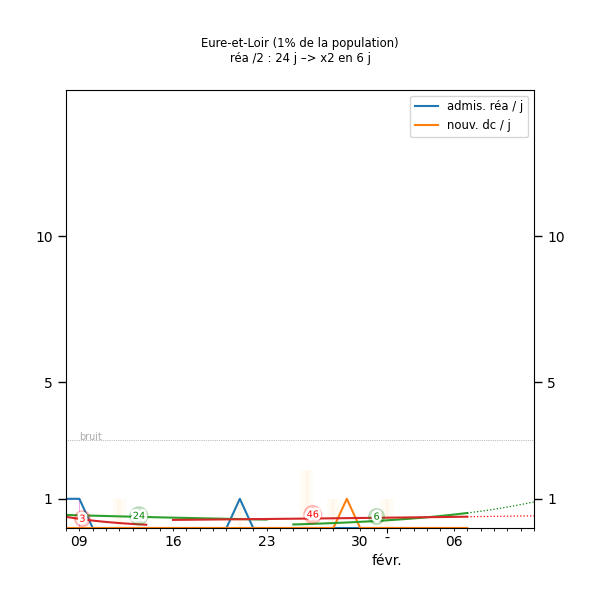 Eure-et-Loir (1% de la population)
réa /2 : 24 j –> x2 en 6 j
admis. réa / j
nouv. dc / j
10
10
5
5
bruit
1
1
3
24
46
6
09
16
23
30
06
févr.